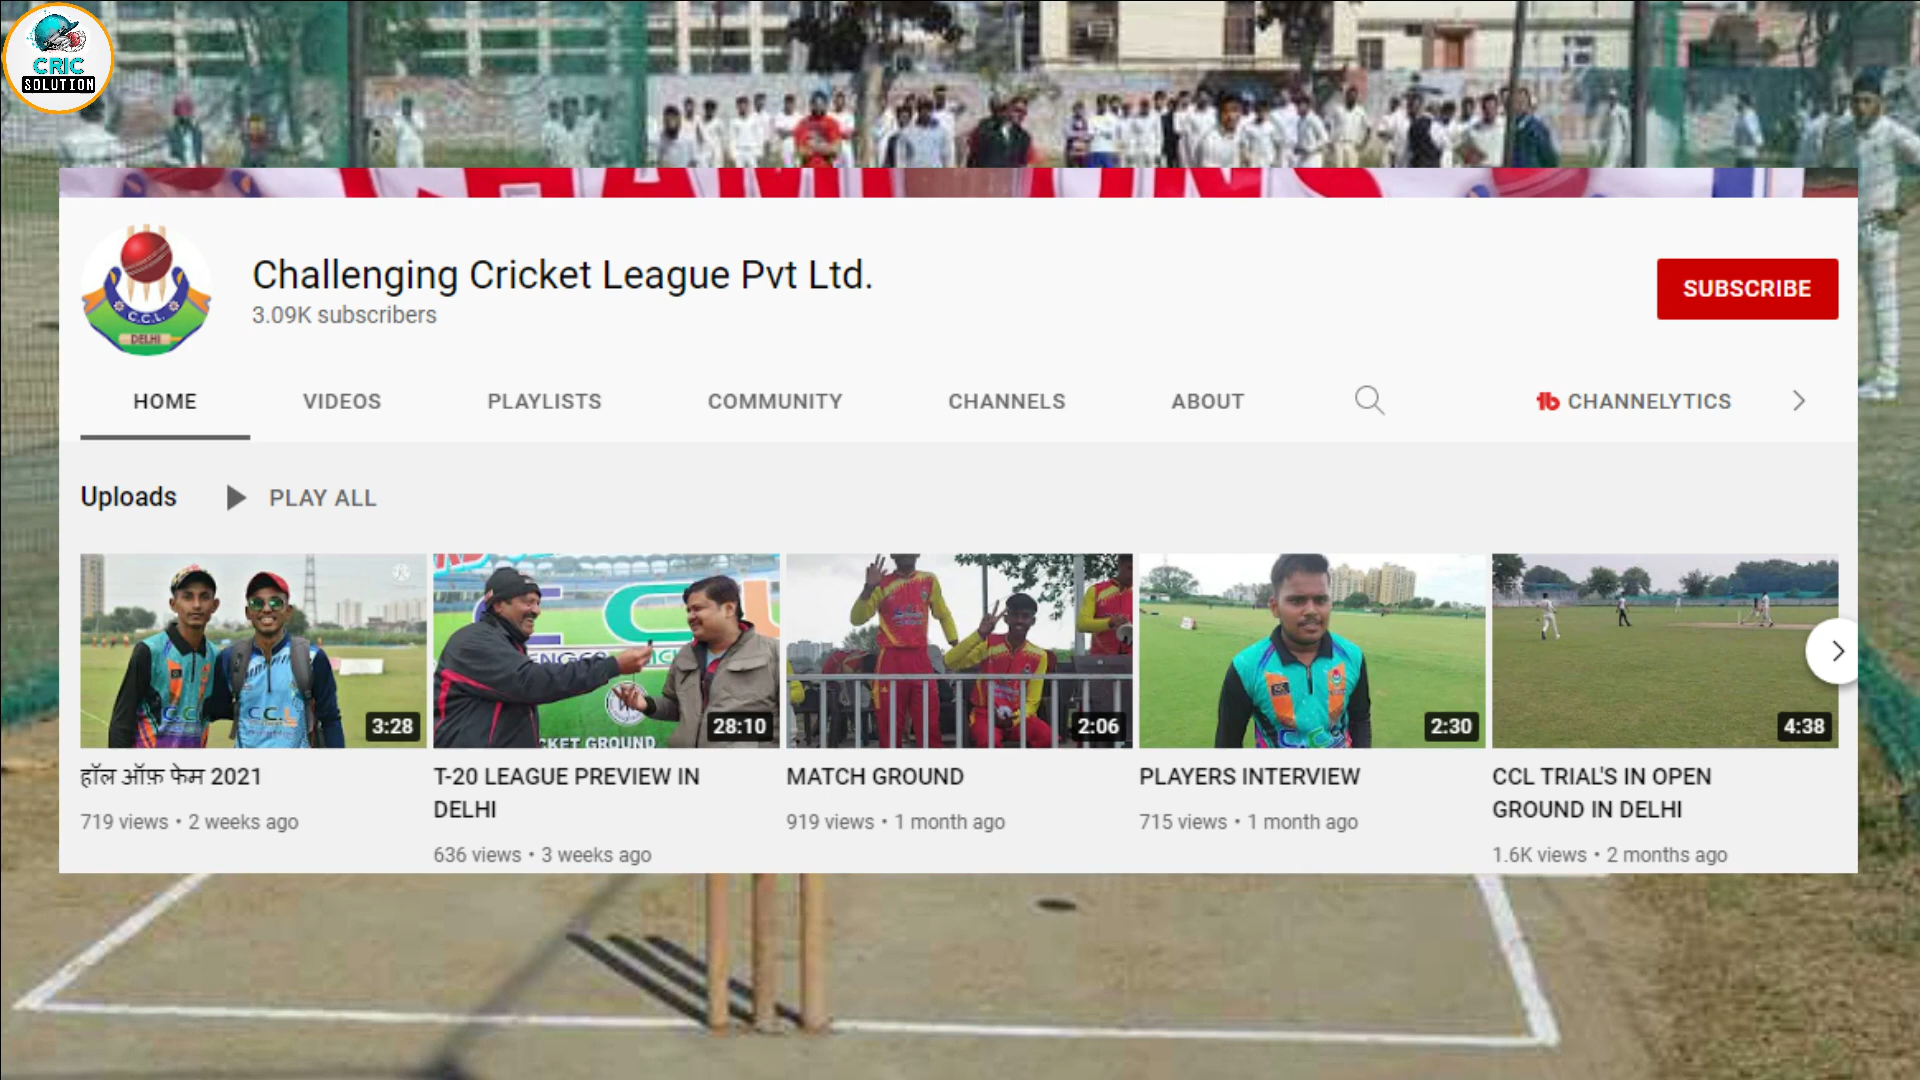 CRIC
SOLUTION
Challenging Cricket League Pvt Ltd.
3.09K subscribers
SUBSCRIBE
C.C.L.
DELHI
HOME
VIDEOS
PLAYLISTS
COMMUNITY
CHANNELS
ABOUT
CHANNELYTICS
Uploads
PLAY ALL
3:28
28:10
2:06
2:30
4:38
CKET GROUND
हॉल ऑफ़ फेम 2021
719 views • 2 weeks ago
T-20 LEAGUE PREVIEW IN
DELHI
636 views • 3 weeks ago
MATCH GROUND
919 views • 1 month ago
PLAYERS INTERVIEW
715 views • 1 month ago
CCL TRIAL'S IN OPEN
GROUND IN DELHI
1.6K views • 2 months ago